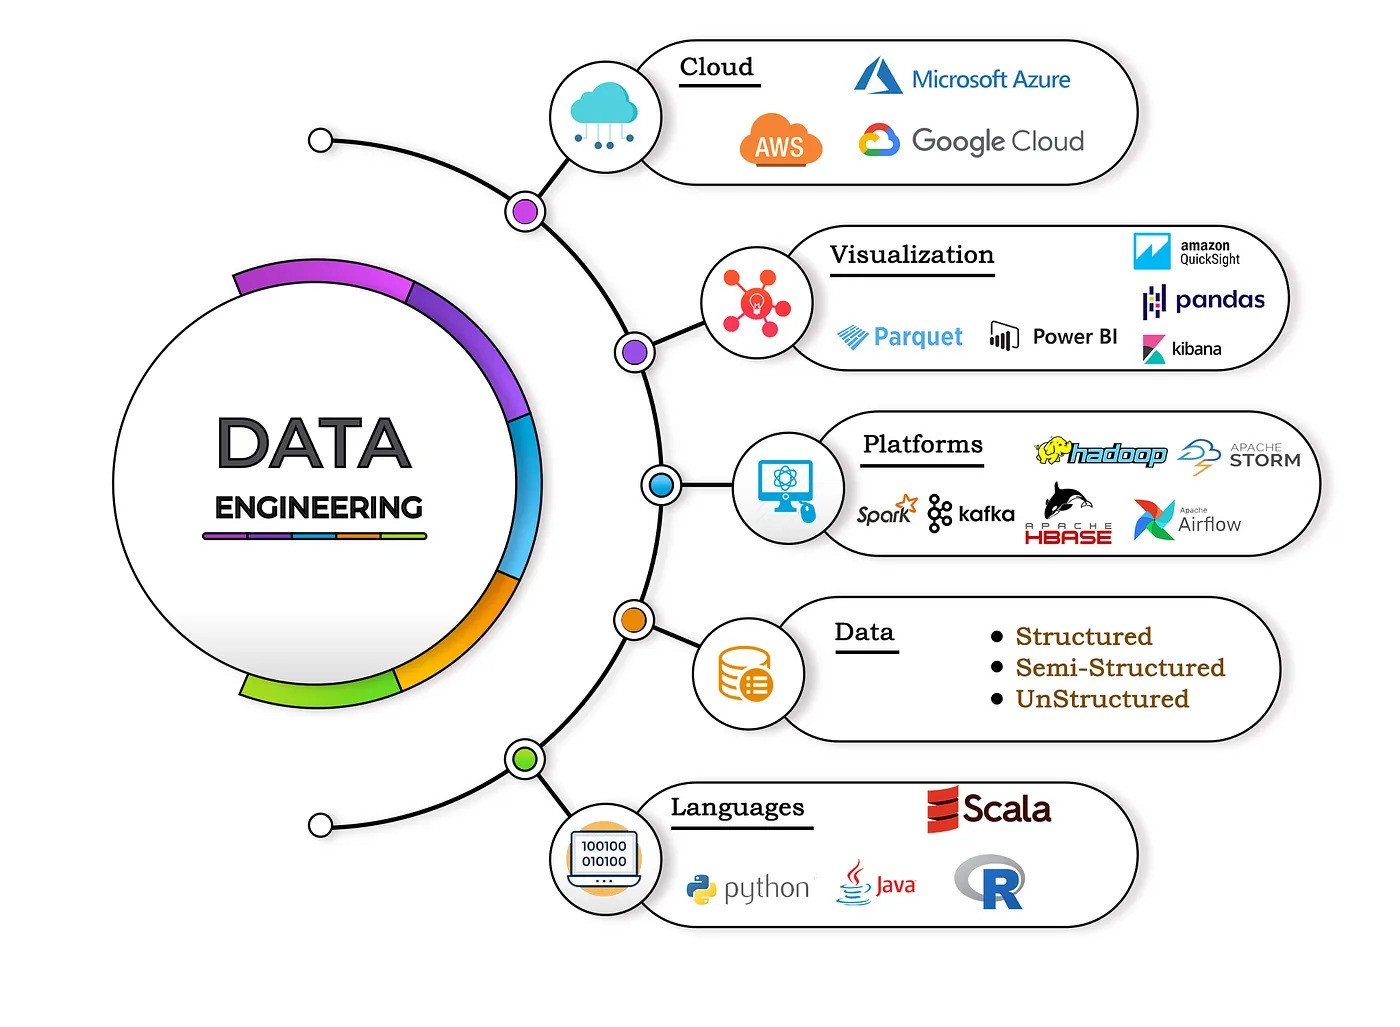 Cloud
Microsoft Azure
AWS
Google Cloud
Visualization
amazon
QuickSight
pandas
Parquet
Power BI
kibana
DATA
ENGINEERING
Platforms
hadoop
APACHE
STORM
Spark
kafka
APACHE
HBASE
Apache
Airflow
Data
Structured
Semi-Structured
UnStructured
Languages
Scala
100100
010100
python
Java
R